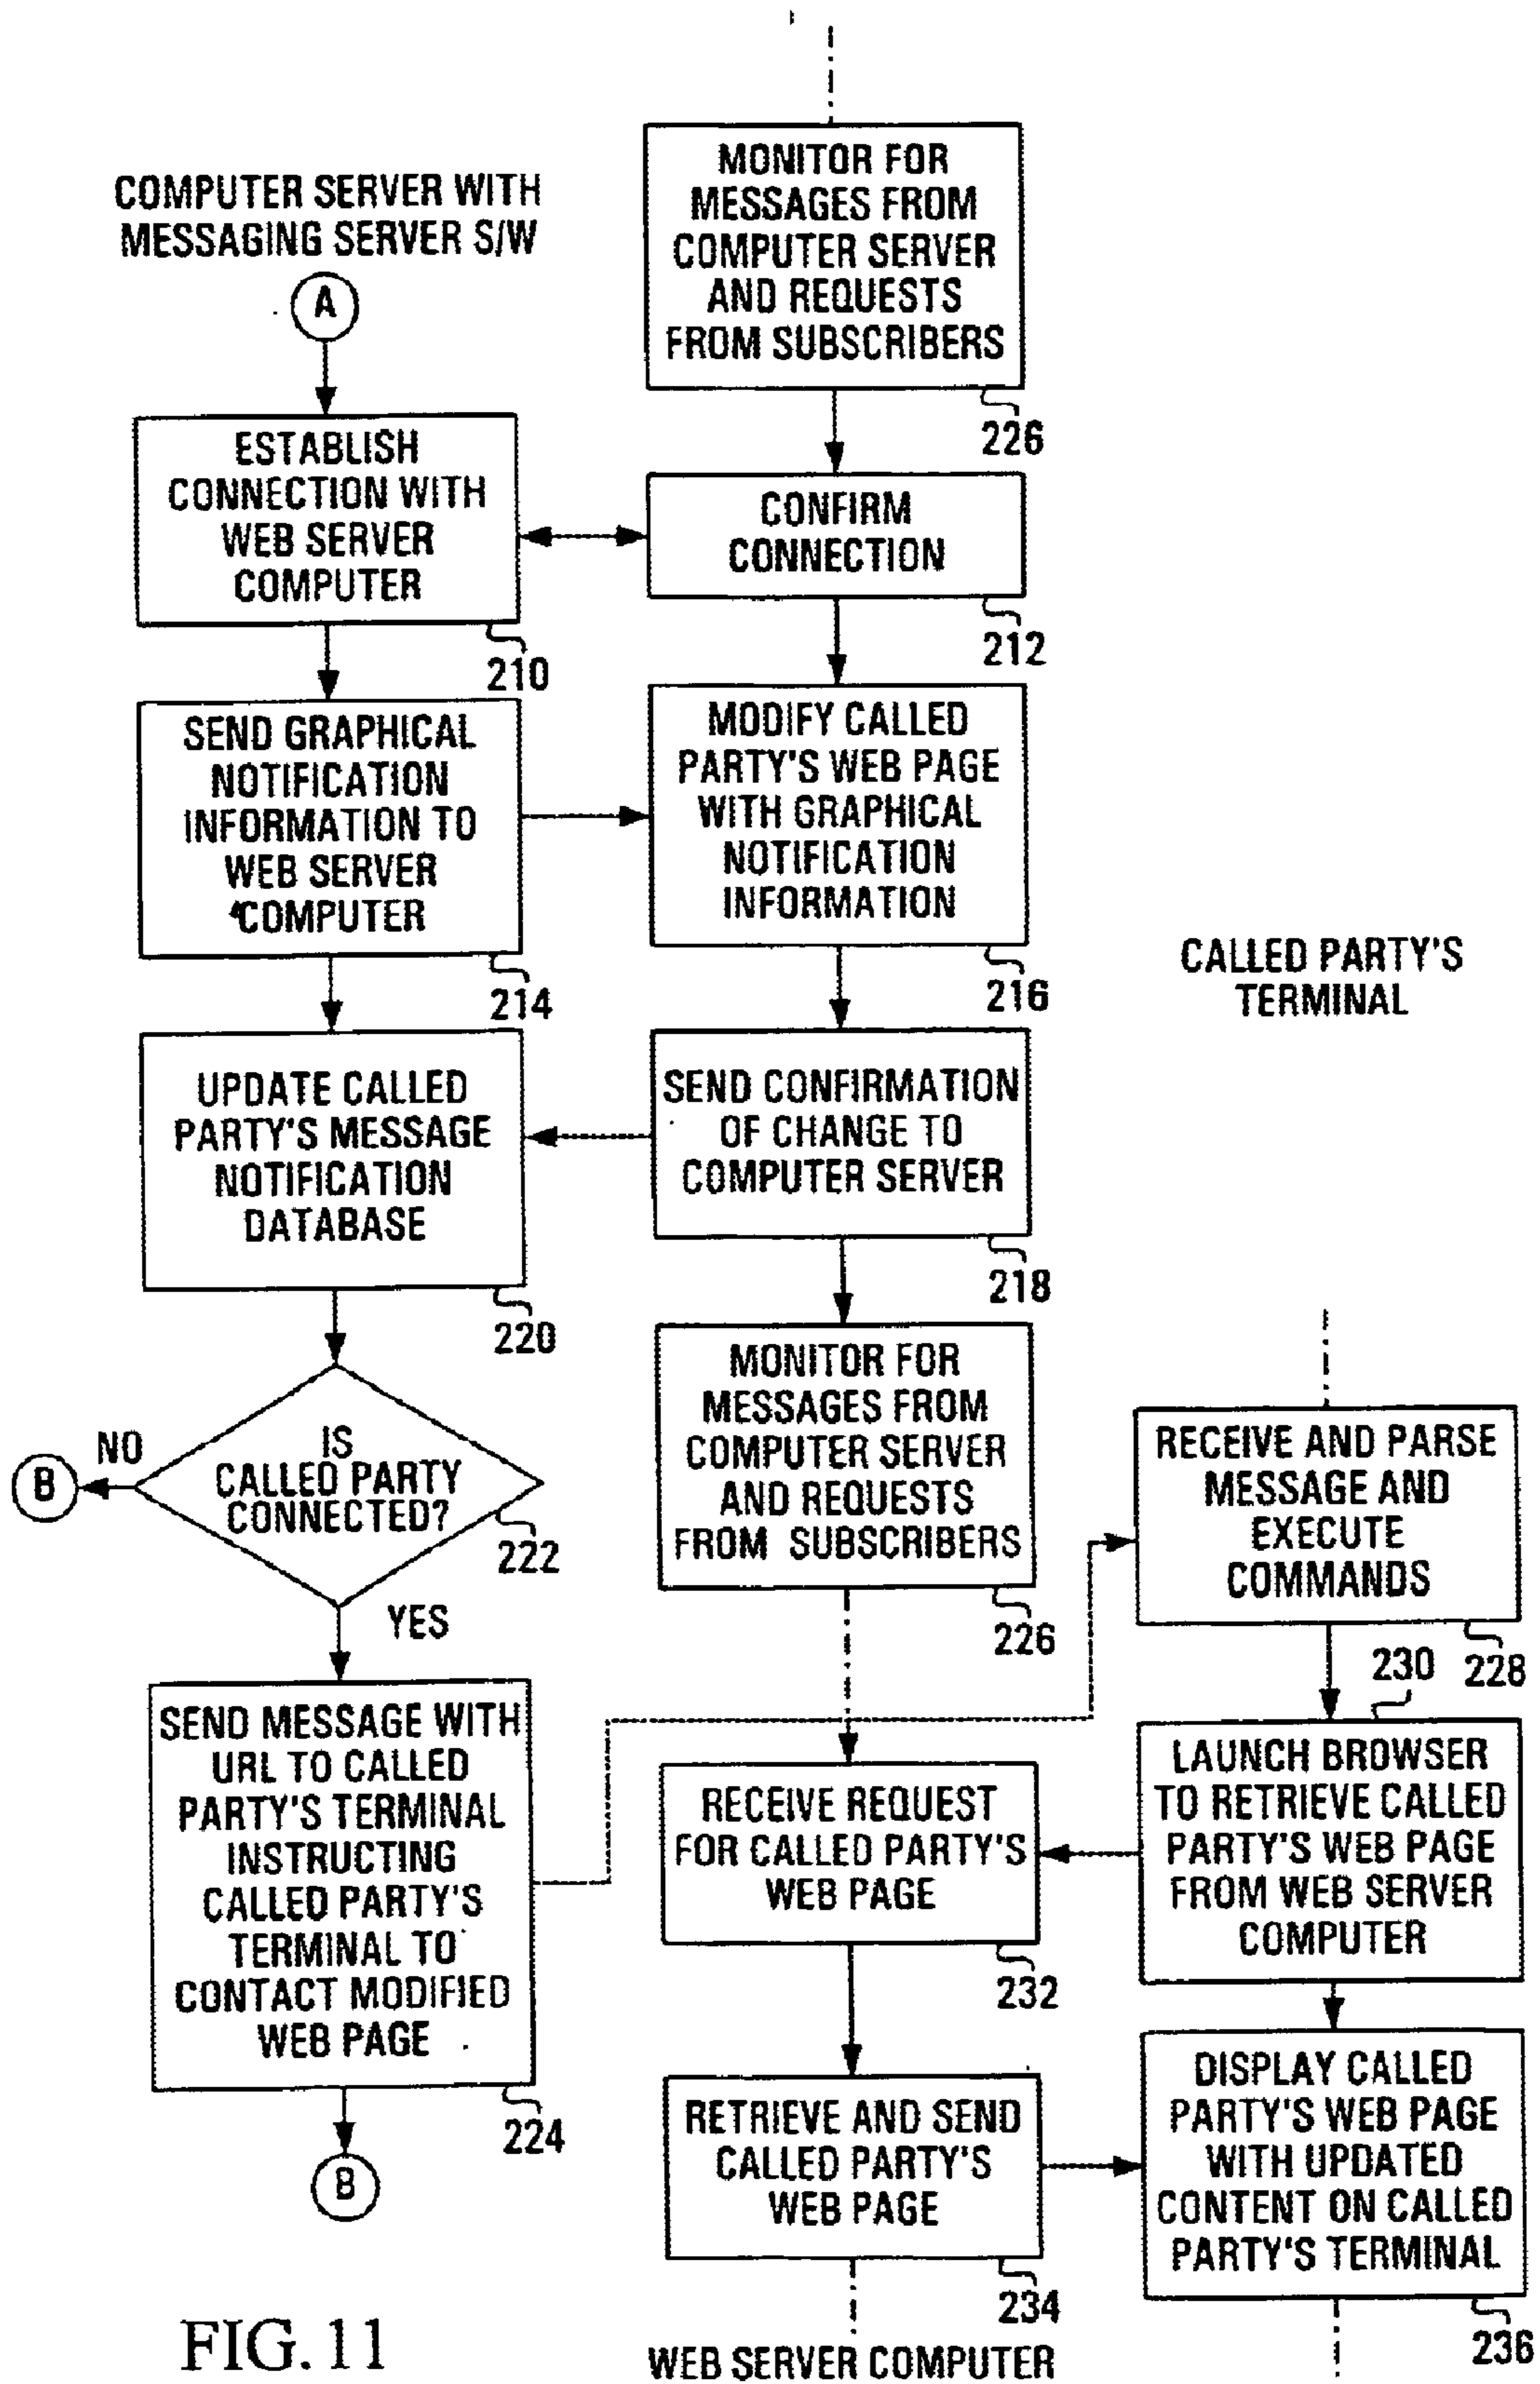 COMPUTER SERVER WITH
MESSAGING SERVER S/W
A
ESTABLISH
CONNECTION WITH
WEB SERVER
COMPUTER
210
SEND GRAPHICAL
NOTIFICATION
INFORMATION TO
WEB SERVER
COMPUTER
214
UPDATE CALLED
PARTY'S MESSAGE
NOTIFICATION
DATABASE
220
IS
CALLED PARTY
CONNECTED?
222
NO
B
YES
SEND MESSAGE WITH
URL TO CALLED
PARTY'S TERMINAL
INSTRUCTING
CALLED PARTY'S
TERMINAL TO
CONTACT MODIFIED
WEB PAGE
224
B
MONITOR FOR
MESSAGES FROM
COMPUTER SERVER
AND REQUESTS
FROM SUBSCRIBERS
226
CONFIRM
CONNECTION
212
MODIFY CALLED
PARTY'S WEB PAGE
WITH GRAPHICAL
NOTIFICATION
INFORMATION
216
SEND CONFIRMATION
OF CHANGE TO
COMPUTER SERVER
218
MONITOR FOR
MESSAGES FROM
COMPUTER SERVER
AND REQUESTS
FROM SUBSCRIBERS
226
RECEIVE REQUEST
FOR CALLED PARTY'S
WEB PAGE
232
RETRIEVE AND SEND
CALLED PARTY'S
WEB PAGE
234
WEB SERVER COMPUTER
CALLED PARTY'S
TERMINAL
RECEIVE AND PARSE
MESSAGE AND
EXECUTE
COMMANDS
228
230
LAUNCH BROWSER
TO RETRIEVE CALLED
PARTY'S WEB PAGE
FROM WEB SERVER
COMPUTER
DISPLAY CALLED
PARTY'S WEB PAGE
WITH UPDATED
CONTENT ON CALLED
PARTY'S TERMINAL
236
FIG. 11